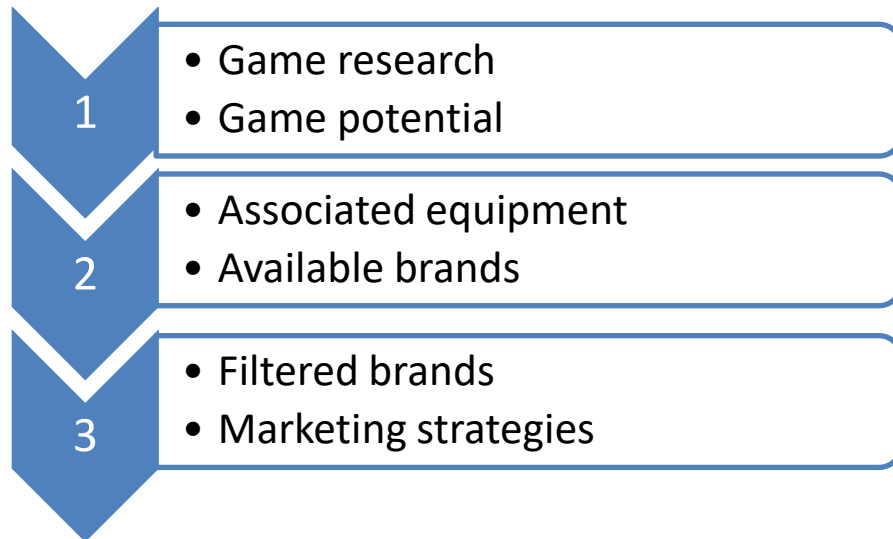 1
• Game research
• Game potential
2
• Associated equipment
• Available brands
3
• Filtered brands
• Marketing strategies